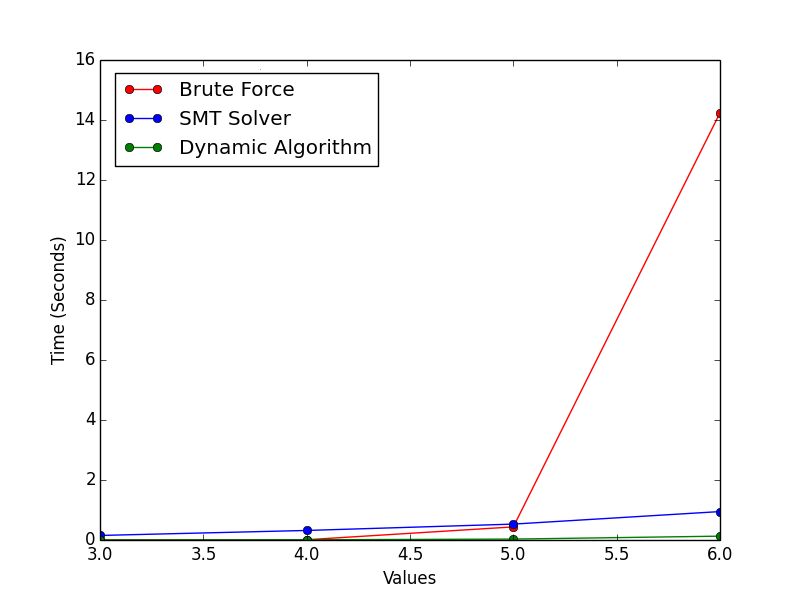 16
14
12
10
8
6
4
2
0
Time (Seconds)
Brute Force
SMT Solver
Dynamic Algorithm
3.0 3.5 4.0 4.5 5.0 5.5 6.0
Values